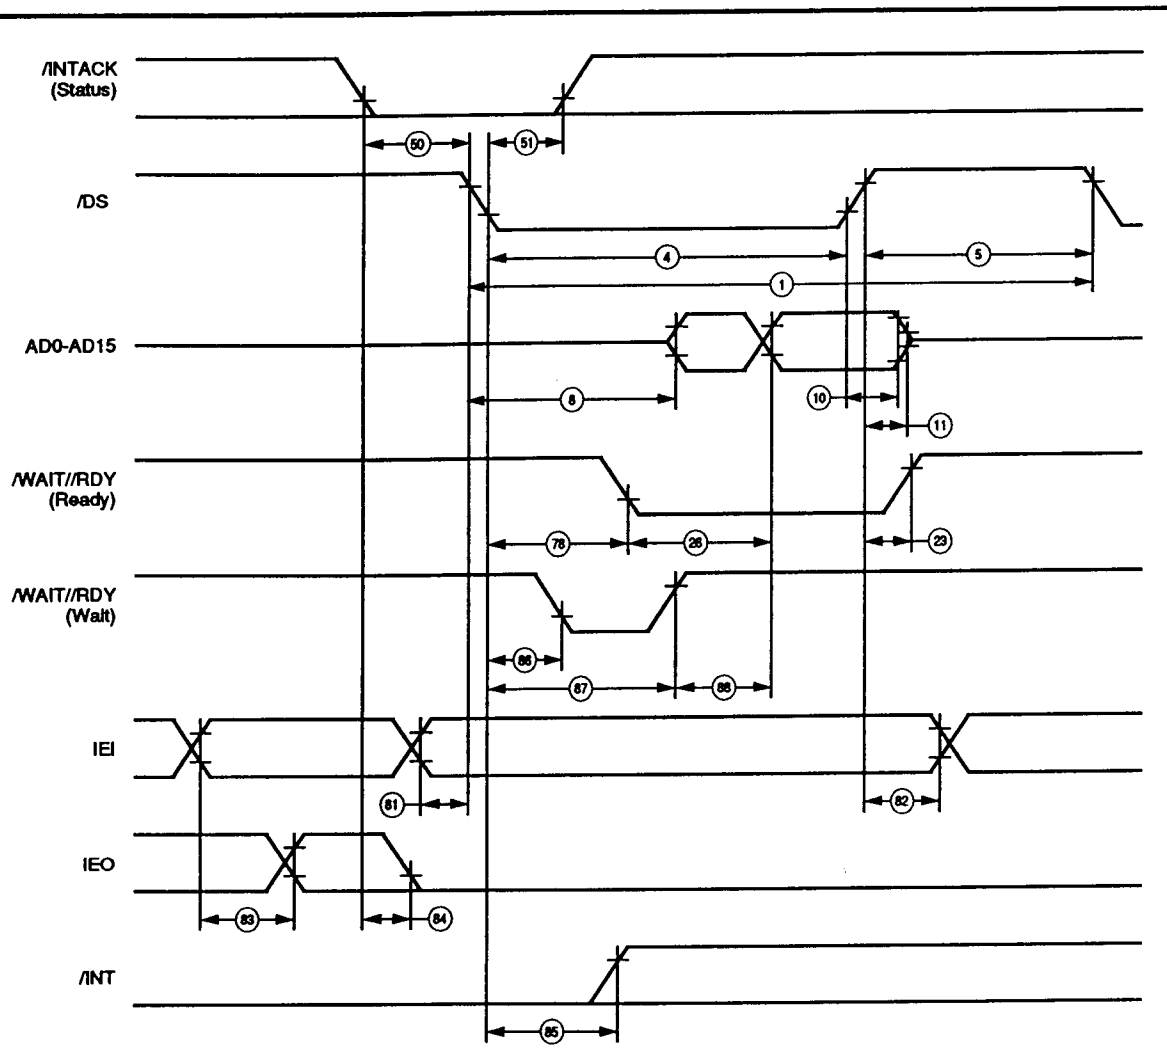 /INTACK
(Status)
50
51
/DS
4
5
1
AD0-AD15
8
10
11
/WAIT//RDY
(Ready)
78
26
23
/WAIT//RDY
(Wait)
86
87
88
IEI
81
82
IEO
83
84
/INT
85